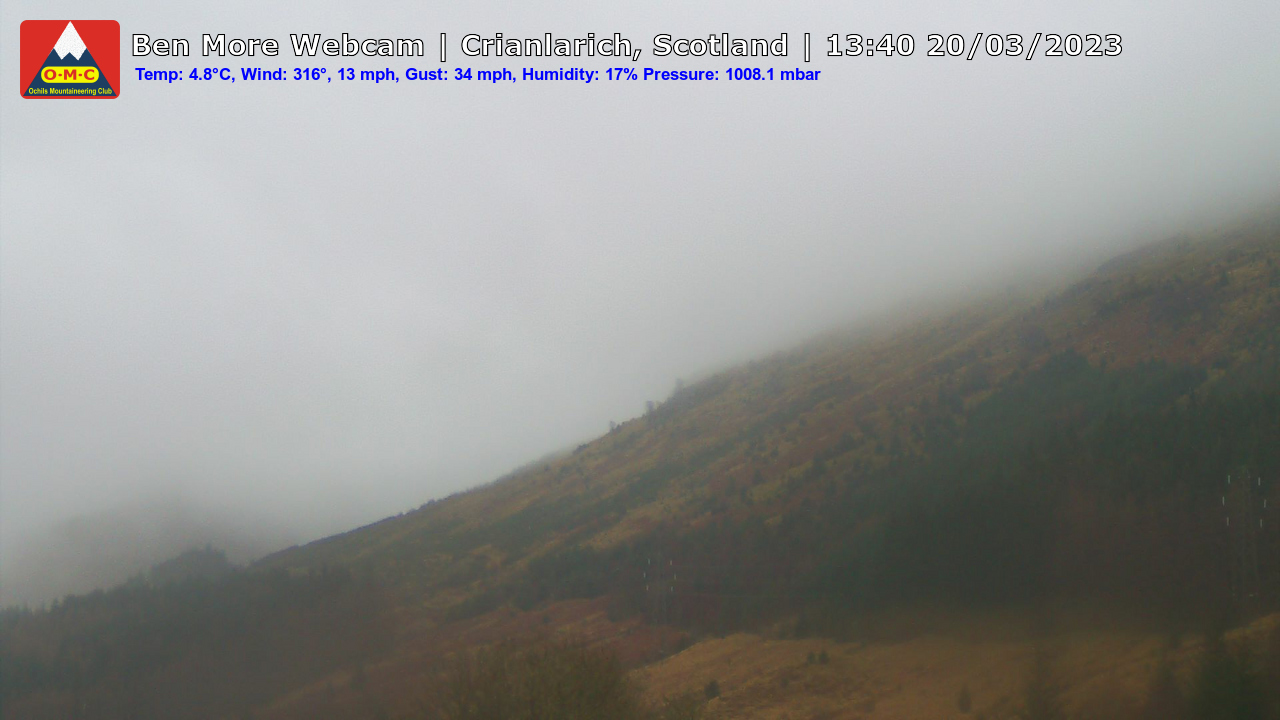 Ben More Webcam | Crianlarich, Scotland | 13:40 20/03/2023
Temp: 4.8°C, Wind: 316°, 13 mph, Gust: 34 mph, Humidity: 17% Pressure: 1008.1 mbar
O·M·C
Ochils Mountaineering Club